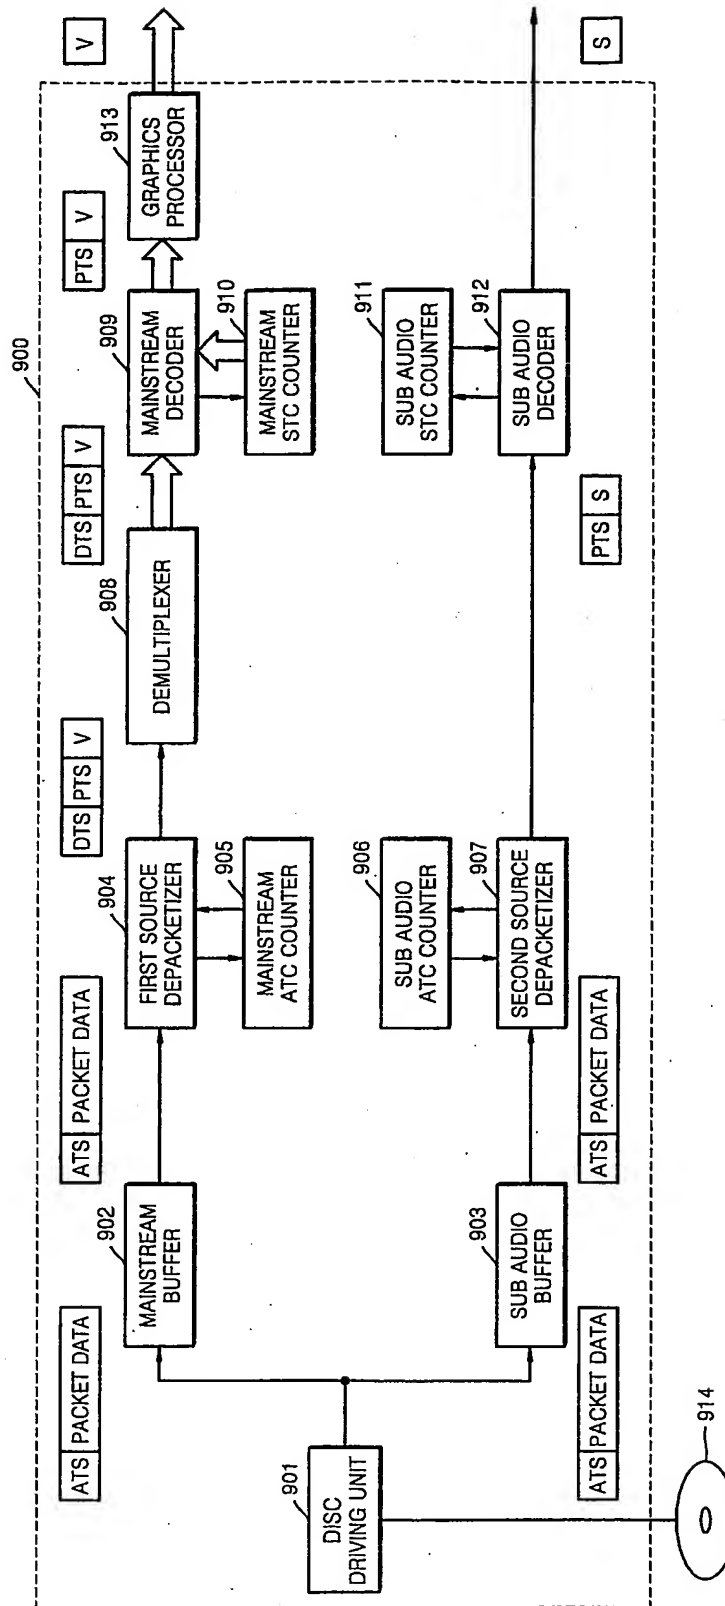 900
ATS PACKET DATA
ATS PACKET DATA
DTS PTS V
DTS PTS V
PTS V
V
901
DISC
DRIVING UNIT
902
MAINSTREAM
BUFFER
904
FIRST SOURCE
DEPACKETIZER
905
MAINSTREAM
ATC COUNTER
908
DEMULTIPLEXER
909
MAINSTREAM
DECODER
910
MAINSTREAM
STC COUNTER
913
GRAPHICS
PROCESSOR
903
SUB AUDIO
BUFFER
906
SUB AUDIO
ATC COUNTER
907
SECOND SOURCE
DEPACKETIZER
911
SUB AUDIO
STC COUNTER
912
SUB AUDIO
DECODER
ATS PACKET DATA
ATS PACKET DATA
PTS S
S
914